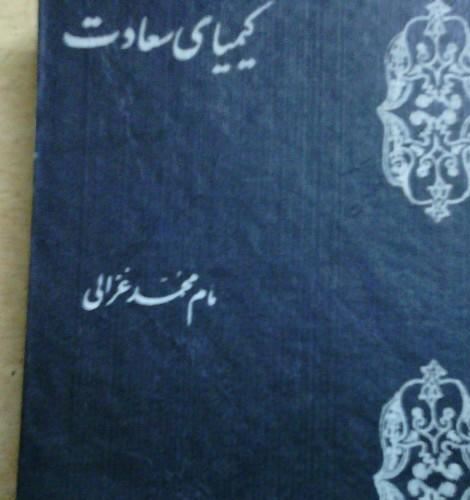 کیمیای سعادت
مام محمد غزالی